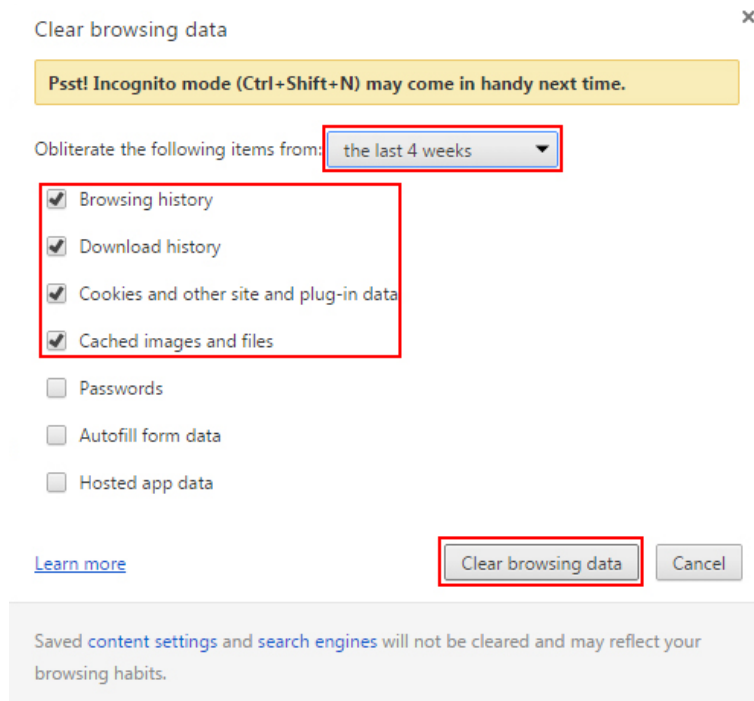 Clear browsing data
Psst! Incognito mode (Ctrl+Shift+N) may come in handy next time.
Obliterate the following items from: the last 4 weeks
Browsing history
Download history
Cookies and other site and plug-in data
Cached images and files
Passwords
Autofill form data
Hosted app data
Learn more Clear browsing data Cancel
Saved content settings and search engines will not be cleared and may reflect your
browsing habits.